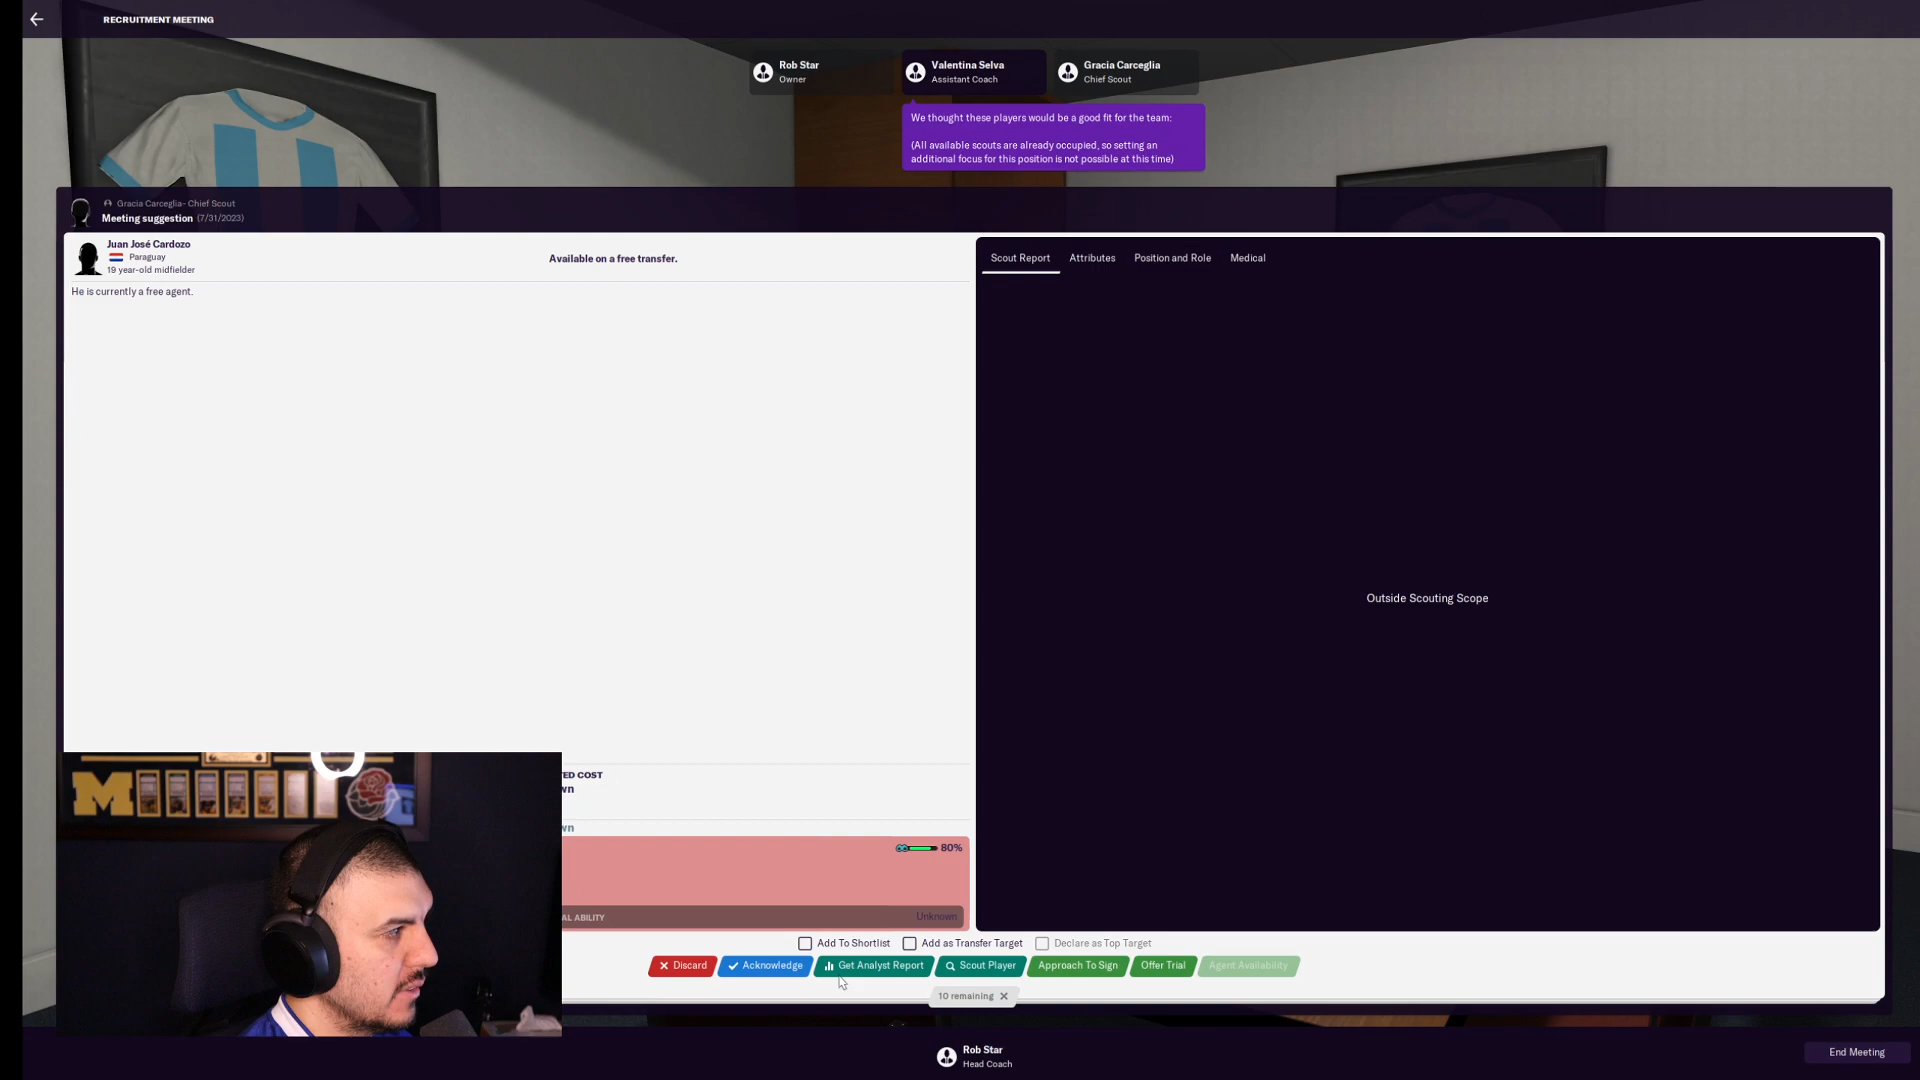 RECRUITMENT MEETING
Rob Star
Owner
Valentina Selva
Assistant Coach
Gracia Carceglia
Chief Scout
We thought these players would be a good fit for the team:
(All available scouts are already occupied, so setting an
additional focus for this position is not possible at this time)
Gracia Carceglia- Chief Scout
Meeting suggestion (7/31/2023)
Juan José Cardozo
Paraguay
19 year-old midfielder
Available on a free transfer.
He is currently a free agent.
Scout Report Attributes Position and Role Medical
Outside Scouting Scope
TED COST
wn
wn
80%
AL ABILITY
Unknown
M
Add To Shortlist Add as Transfer Target Declare as Top Target
Discard Acknowledge Get Analyst Report Scout Player Approach To Sign Offer Trial Agent Availability
10 remaining
Rob Star
Head Coach
End Meeting